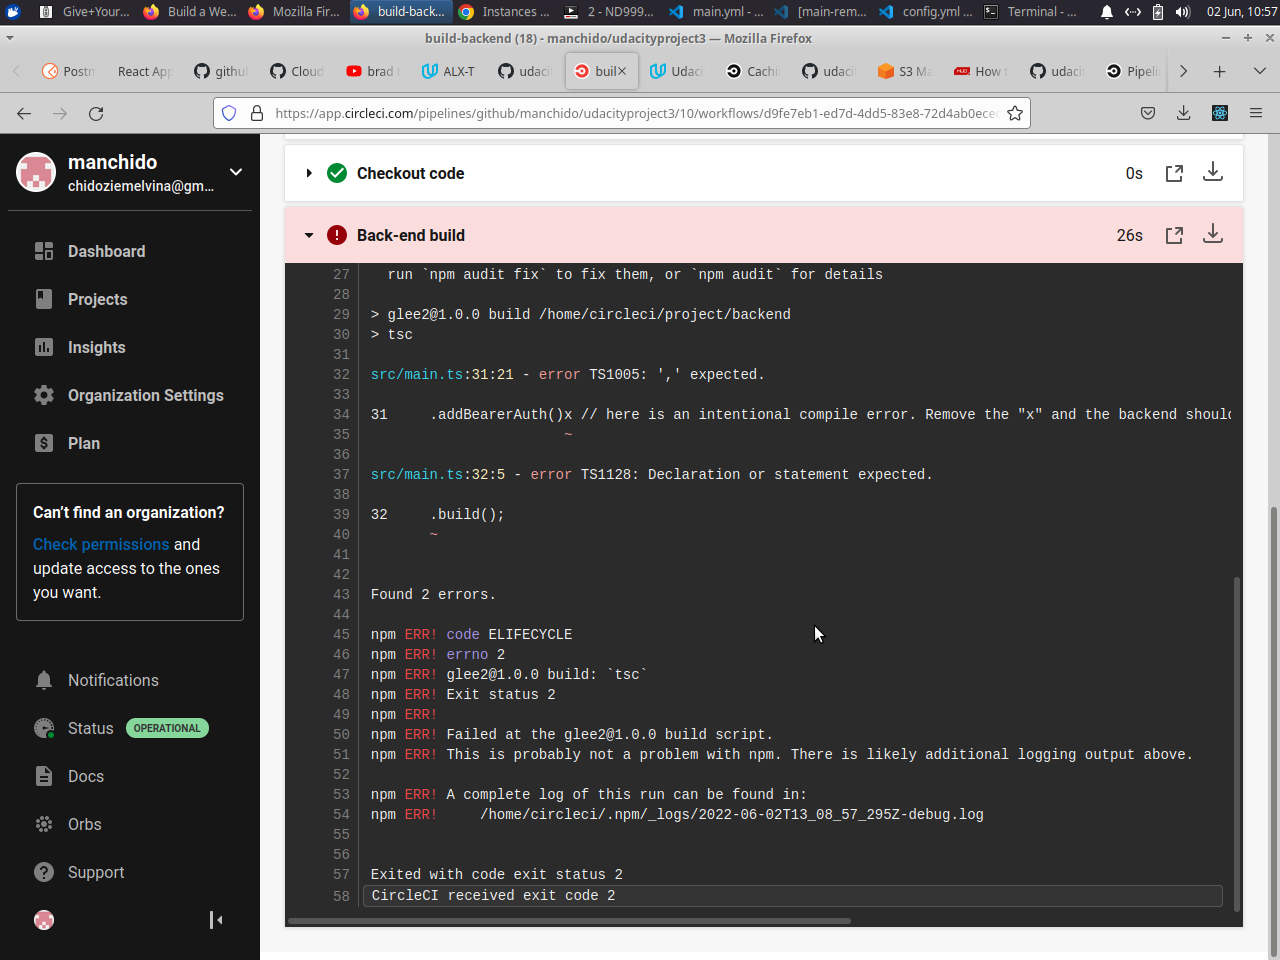 Give+Your...
Build a We...
Mozilla Fir...
build-back...
Instances ...
2 - ND999...
main.yml - ...
[main-rem...
config.yml ...
Terminal - ...
02 Jun, 10:57
build-backend (18) - manchido/udacityproject3 — Mozilla Firefox
Postm
React App
githu
Cloud
brad t
ALX-T
udaci
buil
Udaci
Cachi
udaci
S3 Ma
How t
udaci
Pipeli
https://app.circleci.com/pipelines/github/manchido/udacityproject3/10/workflows/d9fe7eb1-ed7d-4dd5-83e8-72d4ab0ecec
manchido
chidoziemelvina@gm...
Dashboard
Projects
Insights
Organization Settings
Plan
Can’t find an organization?
Check permissions and
update access to the ones
you want.
Notifications
Status OPERATIONAL
Docs
Orbs
Support
Checkout code 0s
Back-end build 26s
27 run `npm audit fix` to fix them, or `npm audit` for details
28
29 > glee2@1.0.0 build /home/circleci/project/backend
30 > tsc
31
32 src/main.ts:31:21 - error TS1005: ',' expected.
33
34 31 .addBearerAuth()x // here is an intentional compile error. Remove the "x" and the backend should
35 ~
36
37 src/main.ts:32:5 - error TS1128: Declaration or statement expected.
38
39 32 .build();
40 ~
41
42
43 Found 2 errors.
44
45 npm ERR! code ELIFECYCLE
46 npm ERR! errno 2
47 npm ERR! glee2@1.0.0 build: `tsc`
48 npm ERR! Exit status 2
49 npm ERR!
50 npm ERR! Failed at the glee2@1.0.0 build script.
51 npm ERR! This is probably not a problem with npm. There is likely additional logging output above.
52
53 npm ERR! A complete log of this run can be found in:
54 npm ERR! /home/circleci/.npm/_logs/2022-06-02T13_08_57_295Z-debug.log
55
56
57 Exited with code exit status 2
58 CircleCI received exit code 2